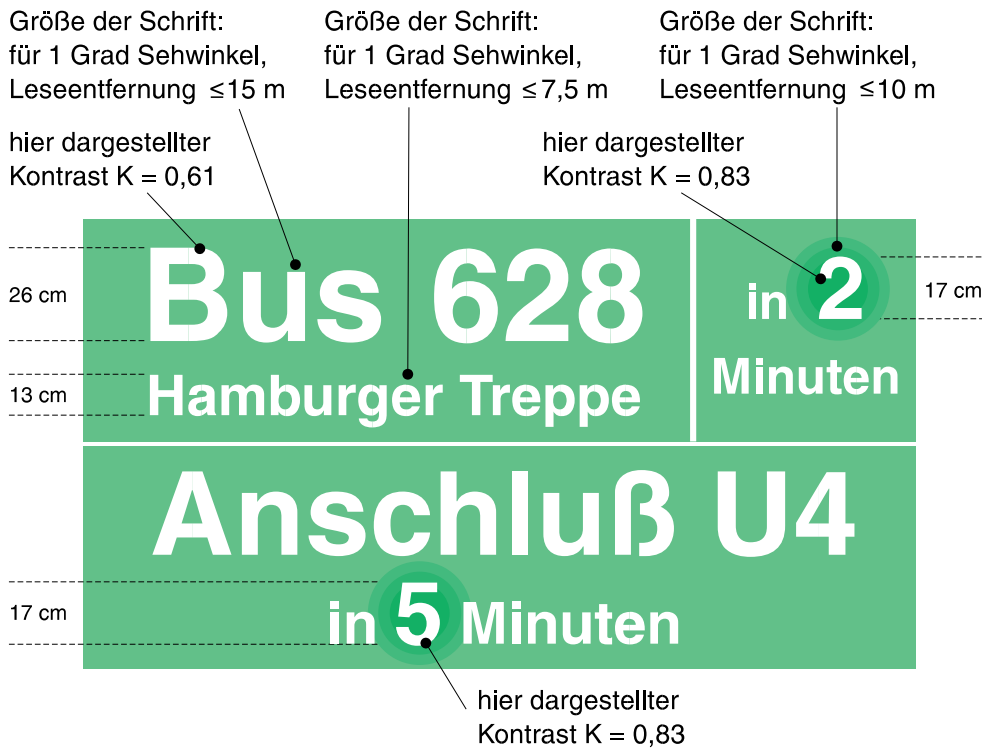 Größe der Schrift:
für 1 Grad Sehwinkel,
Leseentfernung ≤15 m
Größe der Schrift:
für 1 Grad Sehwinkel,
Leseentfernung ≤7,5 m
Größe der Schrift:
für 1 Grad Sehwinkel,
Leseentfernung ≤10 m
hier dargestellter
Kontrast K = 0,61
hier dargestellter
Kontrast K = 0,83
26 cm
Bus 628
in 2
17 cm
13 cm
Hamburger Treppe
Minuten
Anschluß U4
17 cm
in 5 Minuten
hier dargestellter
Kontrast K = 0,83